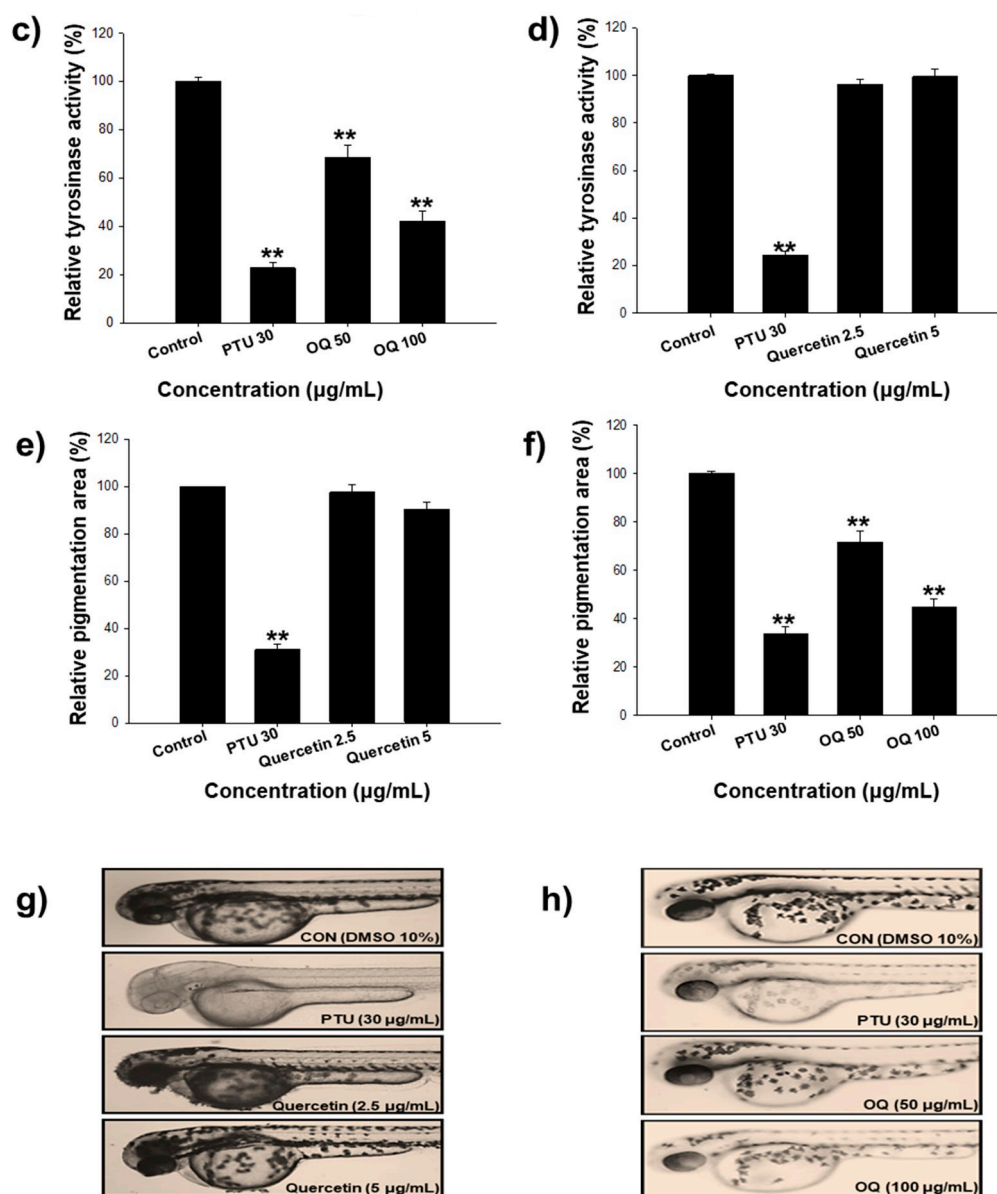 c)
Relative tyrosinase activity (%)
120
100
80
60
40
20
0
**
**
**
Control
PTU 30
OQ 50
OQ 100
Concentration (µg/mL)
d)
Relative tyrosinase activity (%)
120
100
80
60
40
20
0
**
Control
PTU 30
Quercetin 2.5
Quercetin 5
Concentration (µg/mL)
e)
Relative pigmentation area (%)
120
100
80
60
40
20
0
**
Control
PTU 30
Quercetin 2.5
Quercetin 5
Concentration (µg/mL)
f)
Relative pigmentation area (%)
120
100
80
60
40
20
0
**
**
**
Control
PTU 30
OQ 50
OQ 100
Concentration (µg/mL)
g)
CON (DMSO 10%)
PTU (30 µg/mL)
Quercetin (2.5 µg/mL)
Quercetin (5 µg/mL)
h)
CON (DMSO 10%)
PTU (30 µg/mL)
OQ (50 µg/mL)
OQ (100 µg/mL)